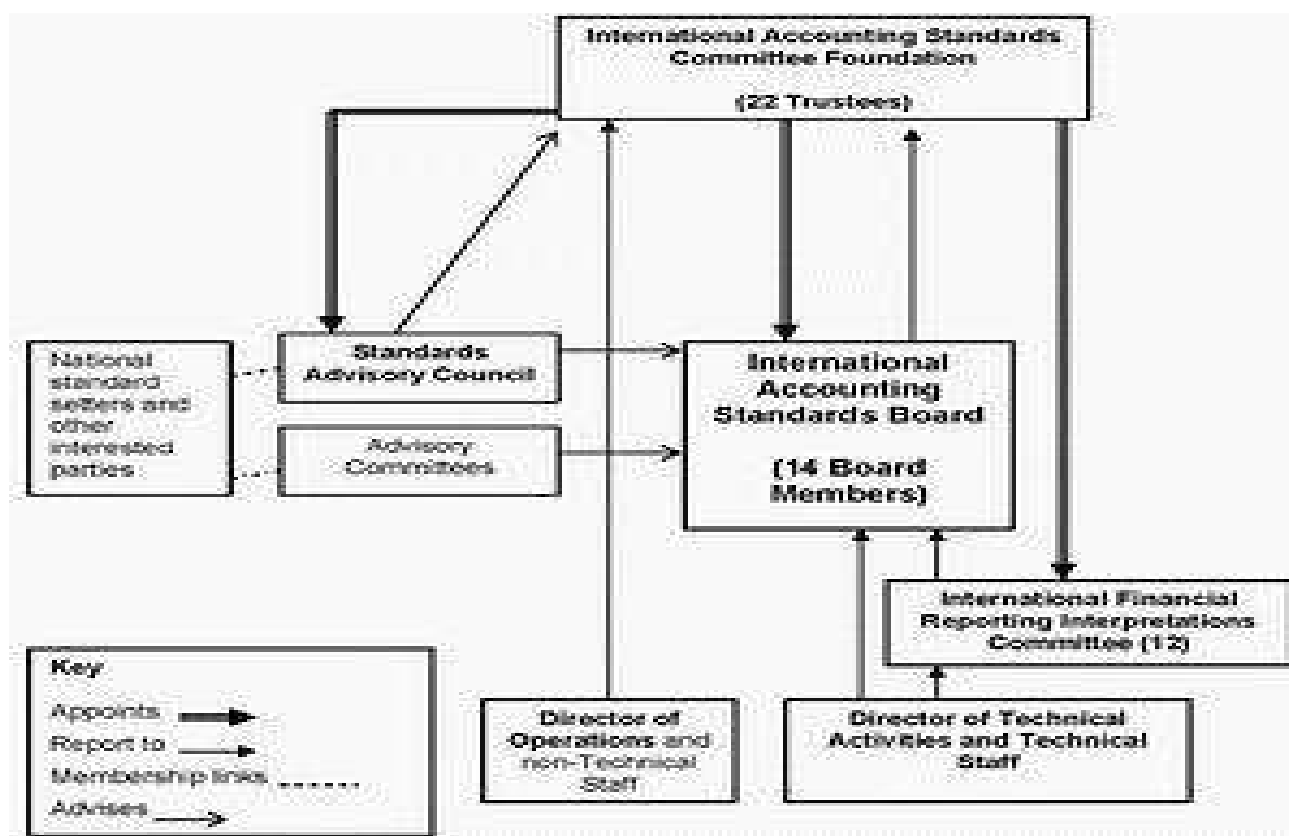 International Accounting Standards
Committee Foundation
(22 Trustees)
National
standard
setters and
other
interested
parties
Standards
Advisory Council
Advisory
Committees
International
Accounting
Standards Board
(14 Board
Members)
International Financial
Reporting Interpretations
Committee (12)
Key
Appoints
Report to
Membership links
Advises
Director of
Operations and
non-Technical
Staff
Director of Technical
Activities and Technical
Staff